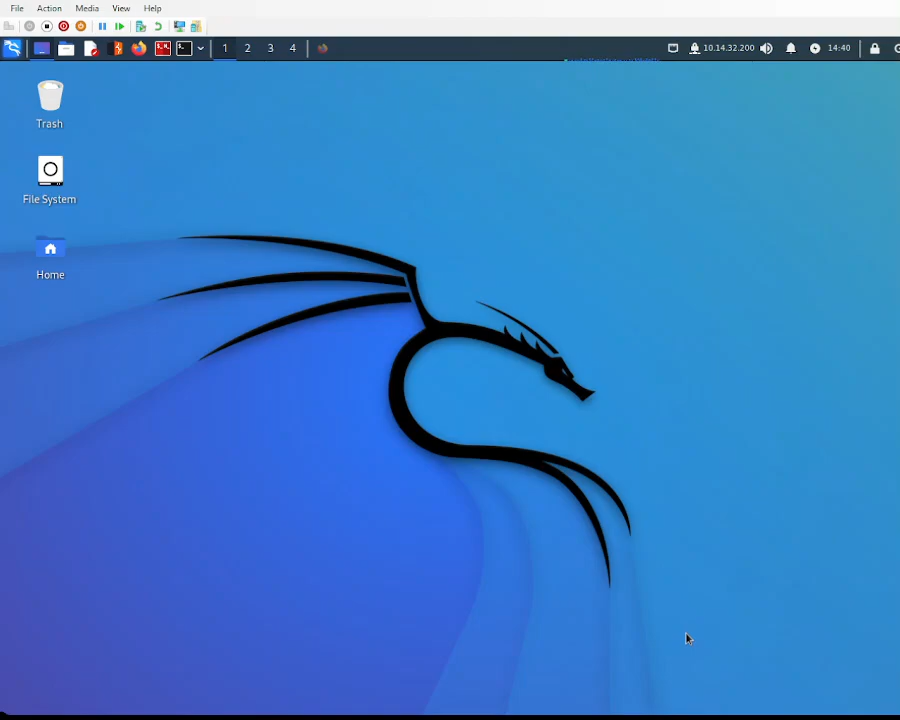 File Action Media View Help
1 2 3 4 10.14.32.200 14:40
Trash
File System
Home